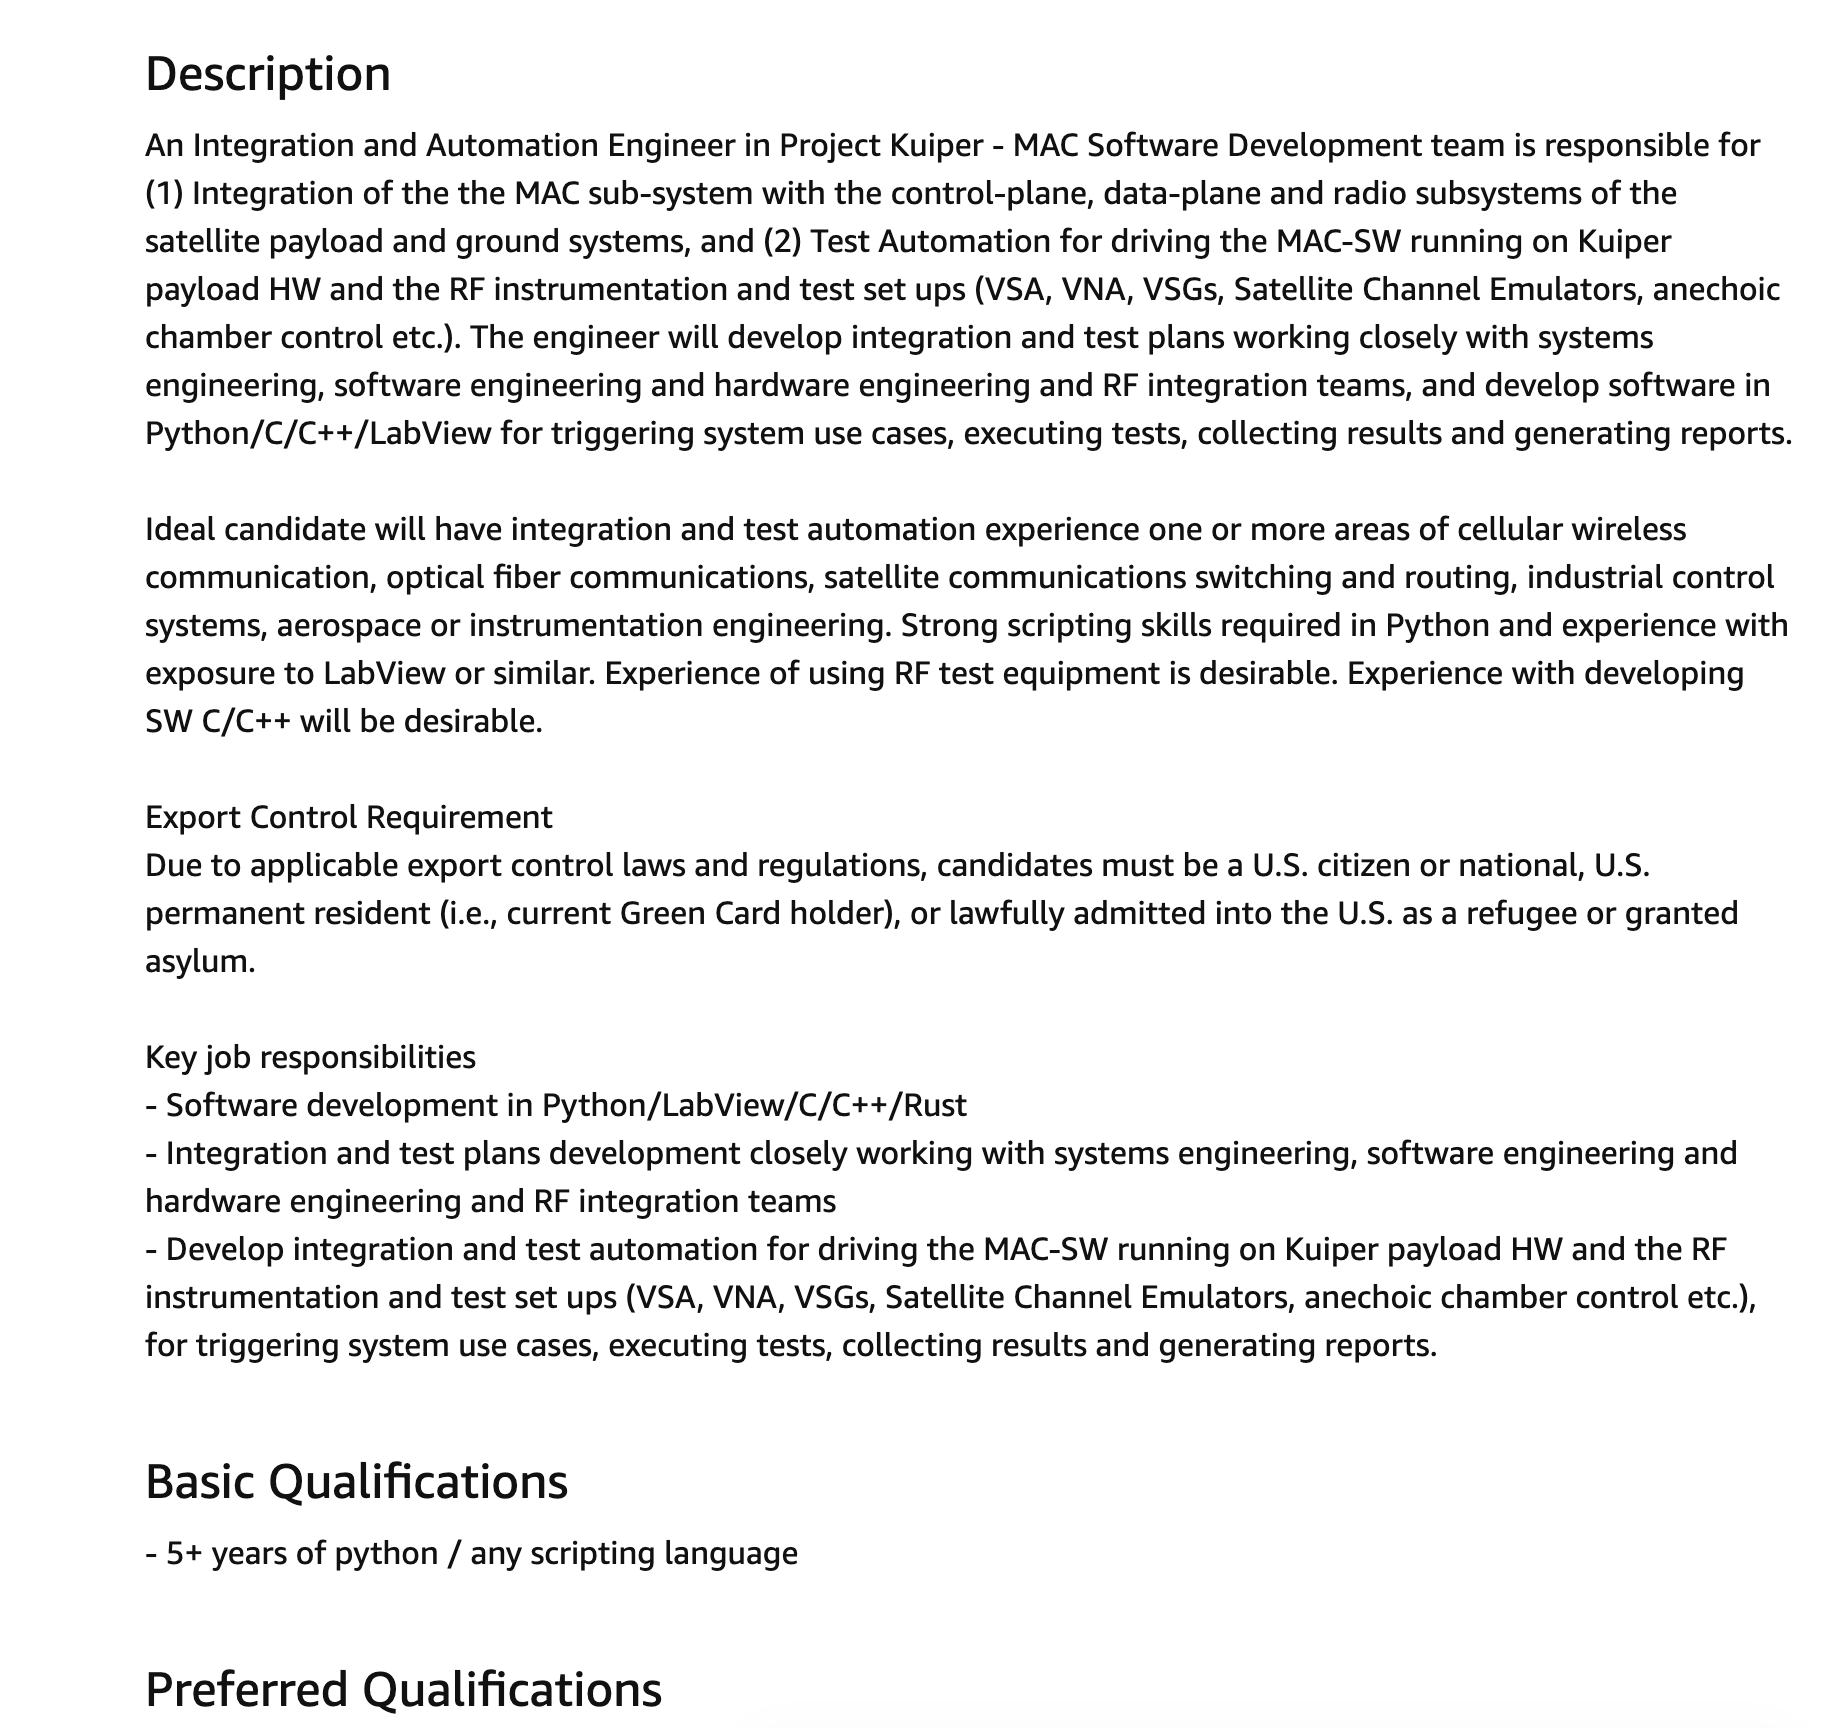 Description
An Integration and Automation Engineer in Project Kuiper - MAC Software Development team is responsible for
(1) Integration of the the MAC sub-system with the control-plane, data-plane and radio subsystems of the
satellite payload and ground systems, and (2) Test Automation for driving the MAC-SW running on Kuiper
payload HW and the RF instrumentation and test set ups (VSA, VNA, VSGs, Satellite Channel Emulators, anechoic
chamber control etc.). The engineer will develop integration and test plans working closely with systems
engineering, software engineering and hardware engineering and RF integration teams, and develop software in
Python/C/C++/LabView for triggering system use cases, executing tests, collecting results and generating reports.
Ideal candidate will have integration and test automation experience one or more areas of cellular wireless
communication, optical fiber communications, satellite communications switching and routing, industrial control
systems, aerospace or instrumentation engineering. Strong scripting skills required in Python and experience with
exposure to LabView or similar. Experience of using RF test equipment is desirable. Experience with developing
SW C/C++ will be desirable.
Export Control Requirement
Due to applicable export control laws and regulations, candidates must be a U.S. citizen or national, U.S.
permanent resident (i.e., current Green Card holder), or lawfully admitted into the U.S. as a refugee or granted
asylum.
Key job responsibilities
- Software development in Python/LabView/C/C++/Rust
- Integration and test plans development closely working with systems engineering, software engineering and
hardware engineering and RF integration teams
- Develop integration and test automation for driving the MAC-SW running on Kuiper payload HW and the RF
instrumentation and test set ups (VSA, VNA, VSGs, Satellite Channel Emulators, anechoic chamber control etc.),
for triggering system use cases, executing tests, collecting results and generating reports.
Basic Qualifications
- 5+ years of python / any scripting language
Preferred Qualifications